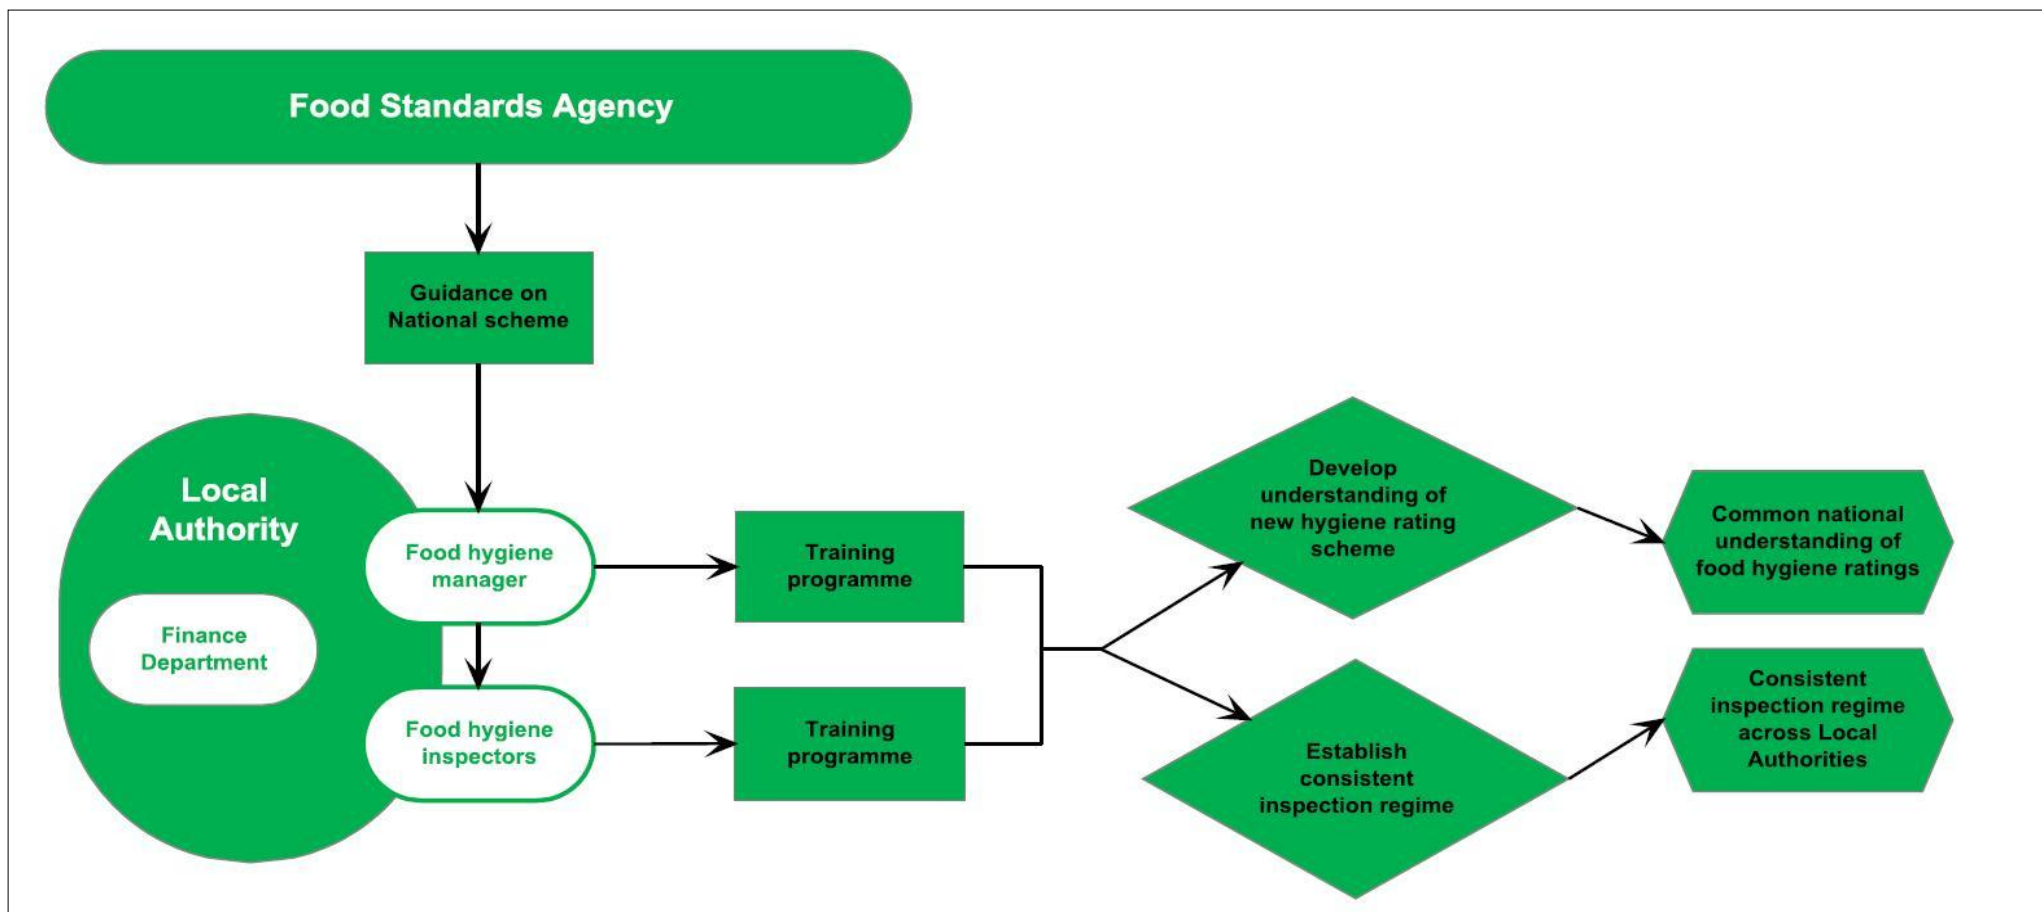 Food Standards Agency
Guidance on
National scheme
Local
Authority
Food hygiene
manager
Finance
Department
Food hygiene
inspectors
Training
programme
Training
programme
Develop
understanding of
new hygiene rating
scheme
Establish
consistent
inspection regime
Common national
understanding of
food hygiene ratings
Consistent
inspection regime
across Local
Authorities